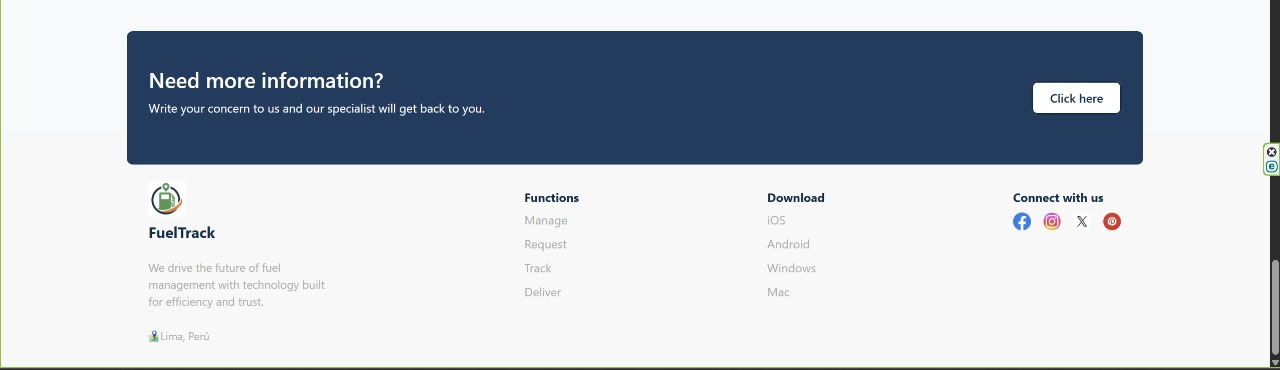 Need more information?
Write your concern to us and our specialist will get back to you.
Click here
FuelTrack
We drive the future of fuel
management with technology built
for efficiency and trust.
Lima, Perú
Functions
Manage
Request
Track
Deliver
Download
iOS
Android
Windows
Mac
Connect with us